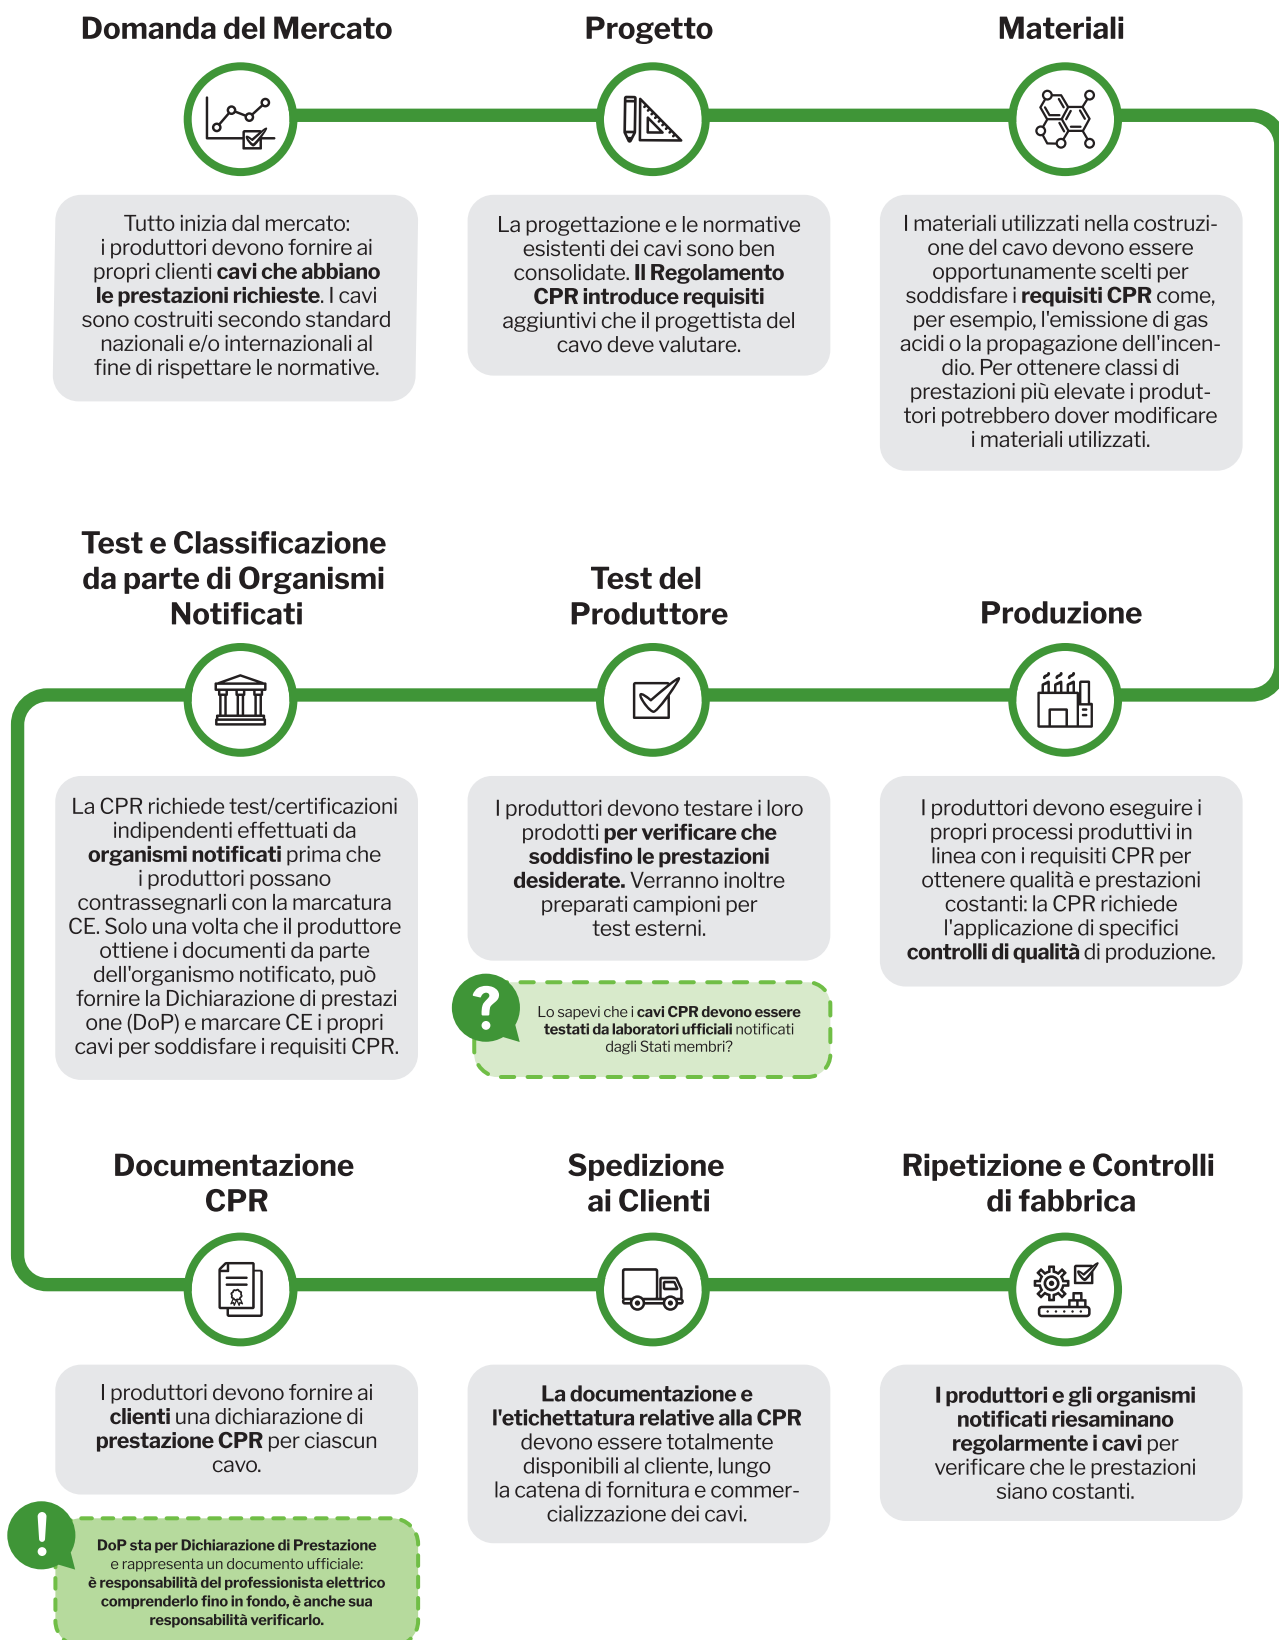 Domanda del Mercato
Tutto inizia dal mercato:
i produttori devono fornire ai
propri clienti cavi che abbiano
le prestazioni richieste. I cavi
sono costruiti secondo standard
nazionali e/o internazionali al
fine di rispettare le normative.
Progetto
La progettazione e le normative
esistenti dei cavi sono ben
consolidate. Il Regolamento
CPR introduce requisiti
aggiuntivi che il progettista del
cavo deve valutare.
Materiali
I materiali utilizzati nella costruzi-
one del cavo devono essere
opportunamente scelti per
soddisfare i requisiti CPR come,
per esempio, l'emissione di gas
acidi o la propagazione dell'incen-
dio. Per ottenere classi di
prestazioni più elevate i produt-
tori potrebbero dover modificare
i materiali utilizzati.
Produzione
I produttori devono eseguire i
propri processi produttivi in
linea con i requisiti CPR per
ottenere qualità e prestazioni
costanti: la CPR richiede
l'applicazione di specifici
controlli di qualità di produzione.
Test del
Produttore
I produttori devono testare i loro
prodotti per verificare che
soddisfino le prestazioni
desiderate. Verranno inoltre
preparati campioni per
test esterni.
?
Lo sapevi che i cavi CPR devono essere
testati da laboratori ufficiali notificati
dagli Stati membri?
Test e Classificazione
da parte di Organismi
Notificati
La CPR richiede test/certificazioni
indipendenti effettuati da
organismi notificati prima che
i produttori possano
contrassegnarli con la marcatura
CE. Solo una volta che il produttore
ottiene i documenti da parte
dell'organismo notificato, può
fornire la Dichiarazione di prestazi
one (DoP) e marcare CE i propri
cavi per soddisfare i requisiti CPR.
Documentazione
CPR
I produttori devono fornire ai
clienti una dichiarazione di
prestazione CPR per ciascun
cavo.
!
DoP sta per Dichiarazione di Prestazione
e rappresenta un documento ufficiale:
è responsabilità del professionista elettrico
comprenderlo fino in fondo, è anche sua
responsabilità verificarlo.
Spedizione
ai Clienti
La documentazione e
l'etichettatura relative alla CPR
devono essere totalmente
disponibili al cliente, lungo
la catena di fornitura e commer-
cializzazione dei cavi.
Ripetizione e Controlli
di fabbrica
I produttori e gli organismi
notificati riesaminano
regolarmente i cavi per
verificare che le prestazioni
siano costanti.